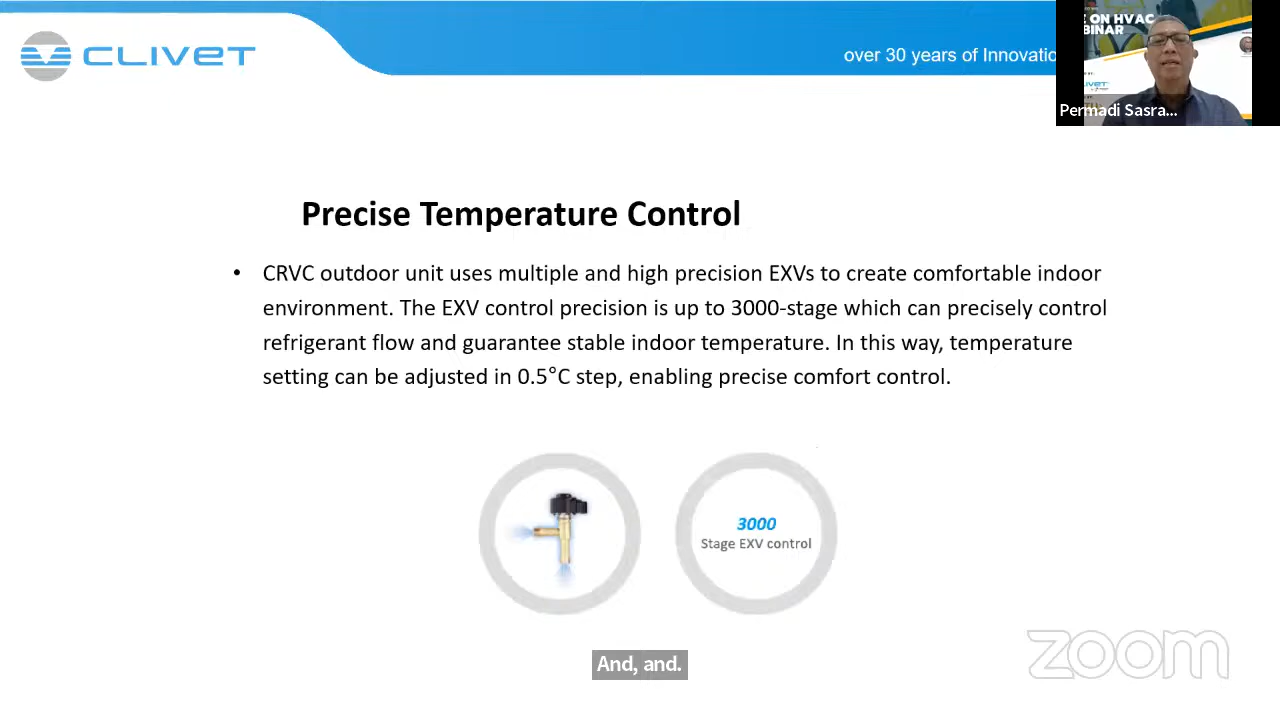 CLIVET
over 30 years of Innovatio
E ON HVAC
BINAR
Permadi Sasra...
Precise Temperature Control
• CRVC outdoor unit uses multiple and high precision EXVs to create comfortable indoor
environment. The EXV control precision is up to 3000-stage which can precisely control
refrigerant flow and guarantee stable indoor temperature. In this way, temperature
setting can be adjusted in 0.5°C step, enabling precise comfort control.
3000
Stage EXV control
And, and.
zoom